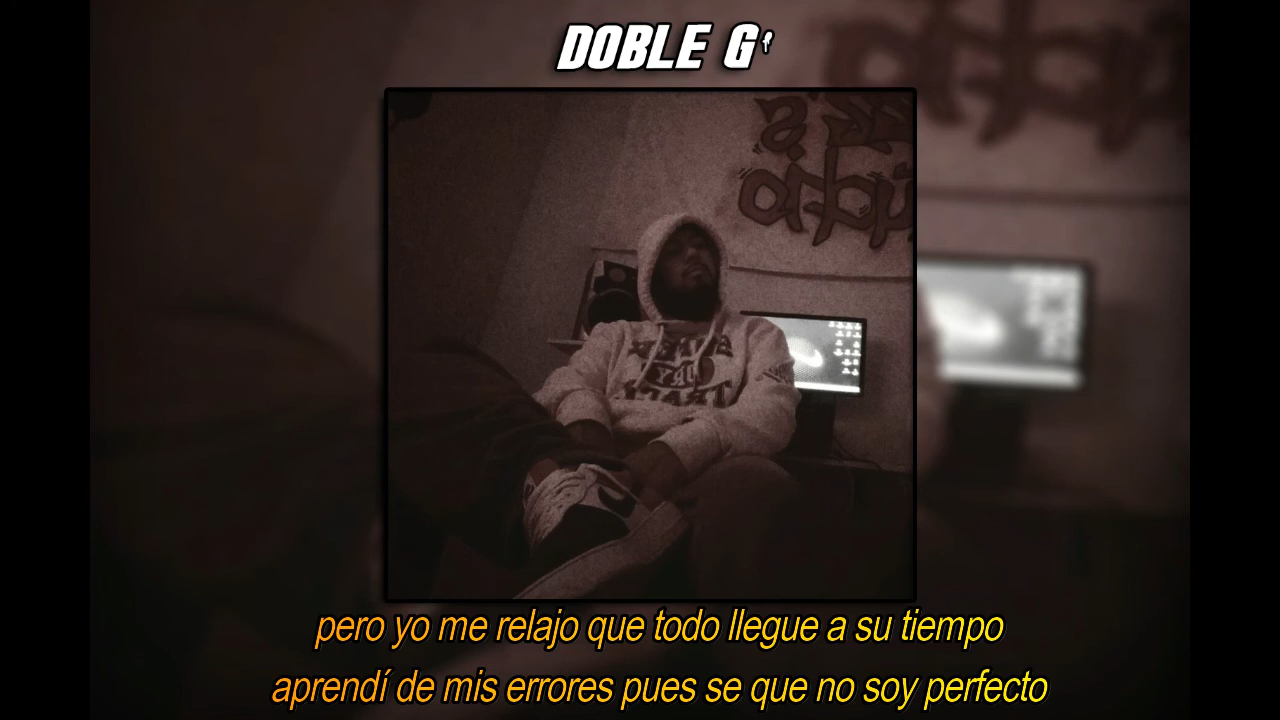 DOBLE G
pero yo me relajo que todo llegue a su tiempo
aprendí de mis errores pues se que no soy perfecto